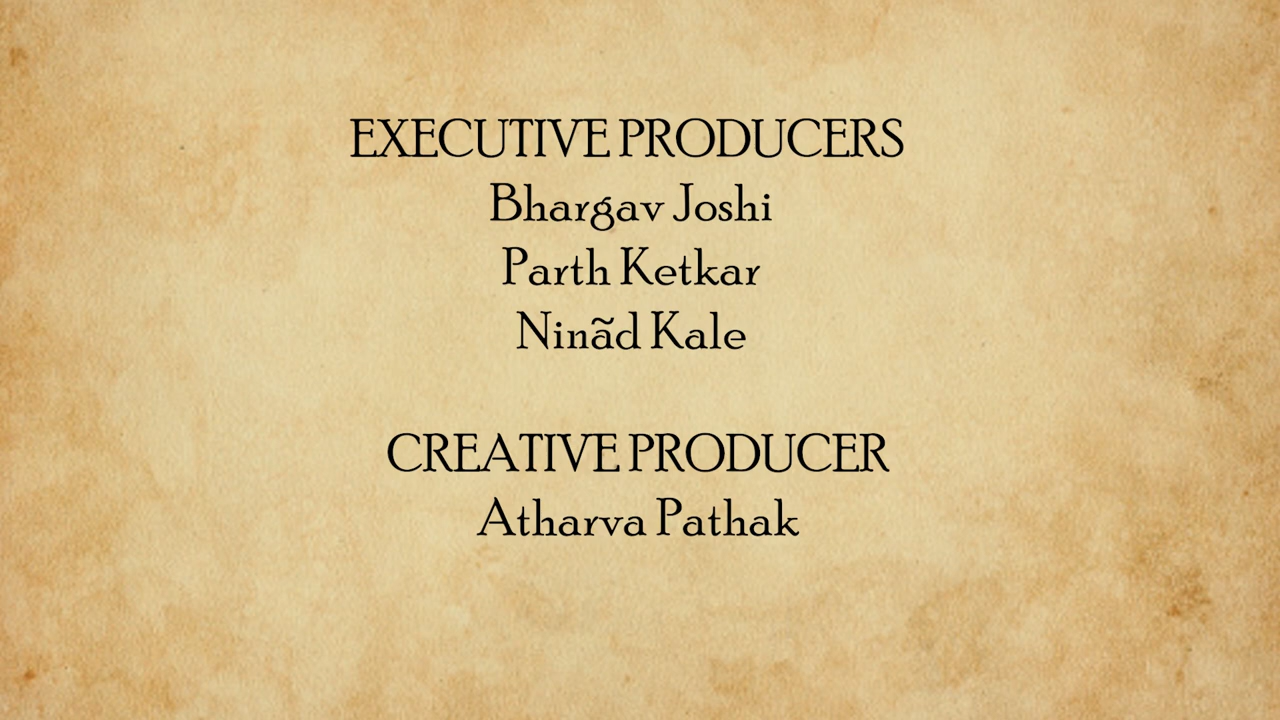 EXECUTIVE PRODUCERS
Bhargav Joshi
Parth Ketkar
Ninãd Kale
CREATIVE PRODUCER
Atharva Pathak